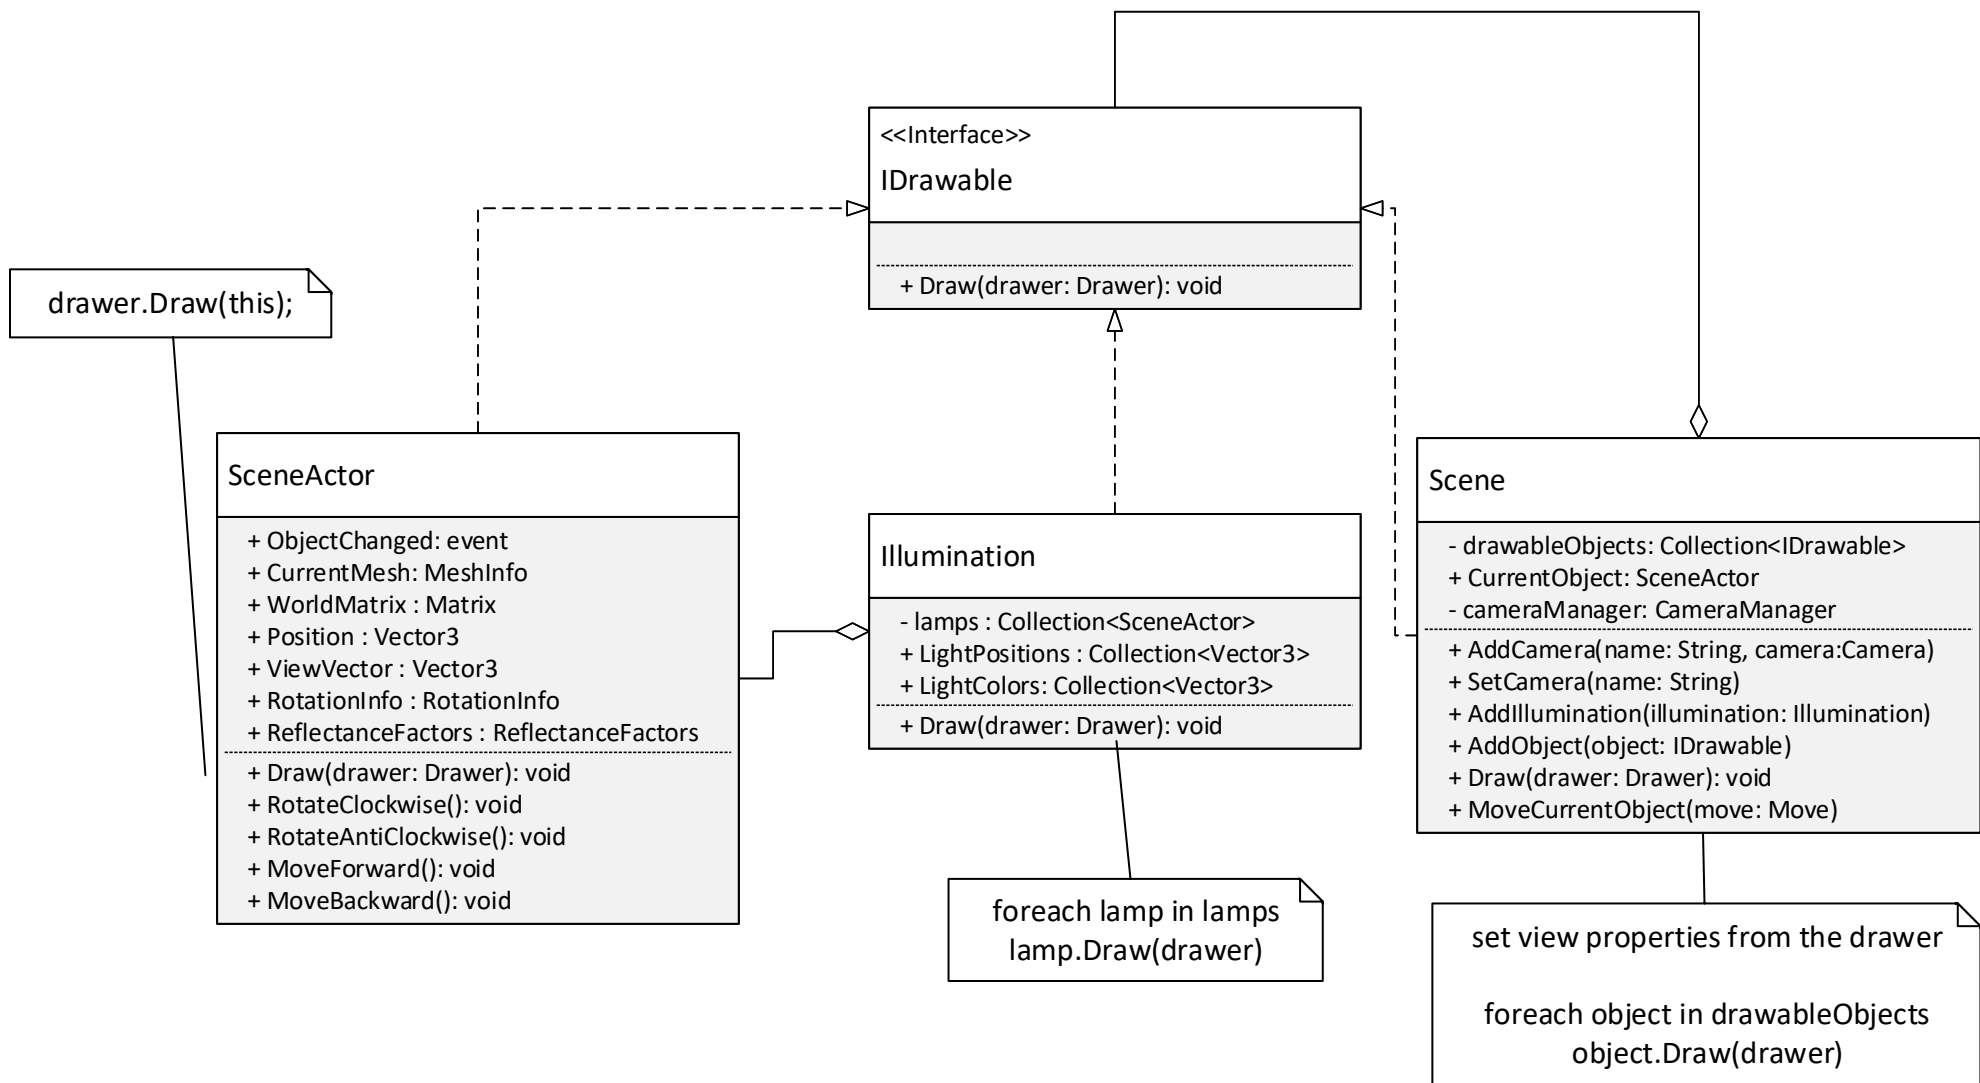 <<Interface>>
IDrawable
+ Draw(drawer: Drawer): void
drawer.Draw(this);
SceneActor
+ ObjectChanged: event
+ CurrentMesh: MeshInfo
+ WorldMatrix : Matrix
+ Position : Vector3
+ ViewVector : Vector3
+ RotationInfo : RotationInfo
+ ReflectanceFactors : ReflectanceFactors
+ Draw(drawer: Drawer): void
+ RotateClockwise(): void
+ RotateAntiClockwise(): void
+ MoveForward(): void
+ MoveBackward(): void
Illumination
- lamps : Collection<SceneActor>
+ LightPositions : Collection<Vector3>
+ LightColors: Collection<Vector3>
+ Draw(drawer: Drawer): void
foreach lamp in lamps
lamp.Draw(drawer)
Scene
- drawableObjects: Collection<IDrawable>
+ CurrentObject: SceneActor
- cameraManager: CameraManager
+ AddCamera(name: String, camera:Camera)
+ SetCamera(name: String)
+ AddIllumination(illumination: Illumination)
+ AddObject(object: IDrawable)
+ Draw(drawer: Drawer): void
+ MoveCurrentObject(move: Move)
set view properties from the drawer
foreach object in drawableObjects
object.Draw(drawer)